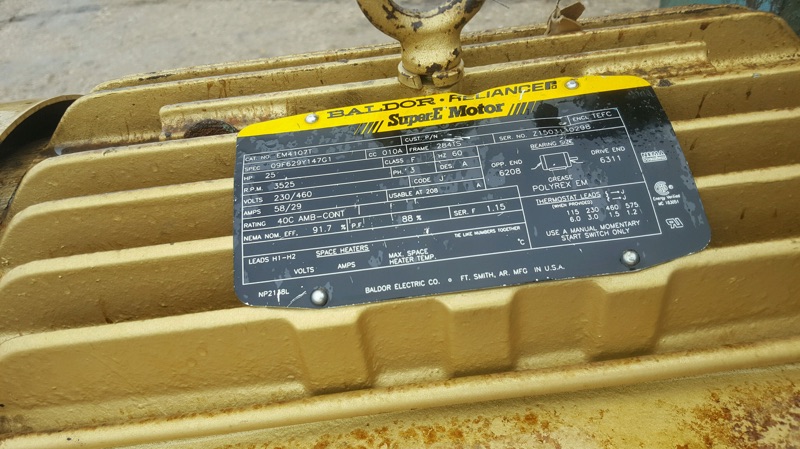 BALDOR · RELIANCE
SuperE Motor
CAT. NO. EM4107T CUST. P/N ENCL. TEFC
SPEC 09F629Y147G1 CC 010A FRAME 284TS SER. NO.
HP 25 CLASS F HZ 60
R.P.M. 3525 PH. 3 DES. A
VOLTS 230/460 CODE J
AMPS 58/29 USABLE AT 208
RATING 40C AMB-CONT
NEMA NOM. EFF. 91.7 % P.F. 88 % SER.F. 1.15
LEADS H1-H2 SPACE HEATERS TIE LIKE NUMBERS TOGETHER
VOLTS AMPS MAX. SPACE HEATER TEMP. °C
BEARING SIZE
OPP. END 6208 DRIVE END 6311
GREASE
POLYREX EM
THERMOSTAT LEADS J
(WHEN PROVIDED) J
115 230 460 575
6.0 3.0 1.5 1.2
USE A MANUAL MOMENTARY
START SWITCH ONLY
NP2138L BALDOR ELECTRIC CO. FT. SMITH, AR. MFG IN U.S.A.